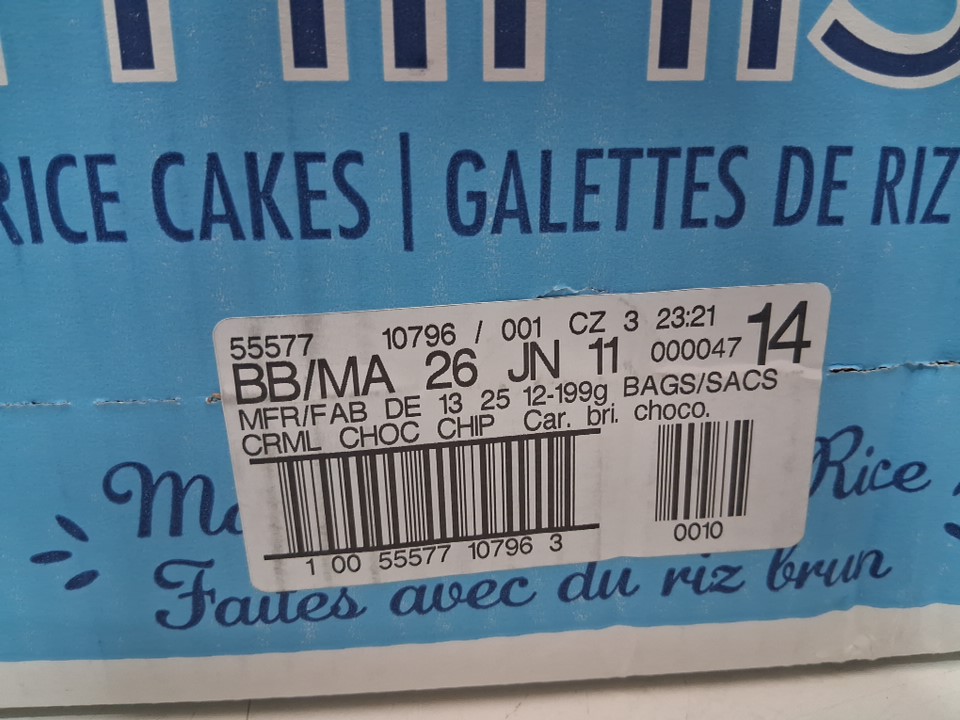 RICE CAKES | GALETTES DE RIZ
55577 10796 / 001 CZ 3 23:21
BB/MA 26 JN 11 000047 14
MFR/FAB DE 13 25 12-199g BAGS/SACS
CRML CHOC CHIP Car. bri. choco.
1 00 55577 10796 3
0010
Rice
Faites avec du riz brun